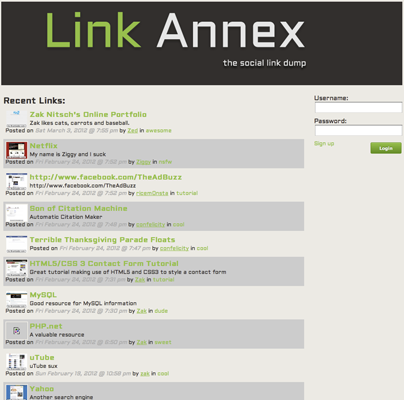 Link Annex
the social link dump
Recent Links:
Zak Nitsch's Online Portfolio
Zak likes cats, carrots and baseball.
Posted on Sat March 3, 2012 @ 7:55 pm by Zed in awesome
Netflix
My name is Ziggy and I suck
Posted on Fri February 24, 2012 @ 7:52 pm by Ziggy in nsfw
http://www.facebook.com/TheAdBuzz
http://www.facebook.com/TheAdBuzz
Posted on Fri February 24, 2012 @ 7:52 pm by in tutorial
Son of Citation Machine
Automatic Citation Maker
Posted on Fri February 24, 2012 @ 7:48 pm by confelicity in cool
Terrible Thanksgiving Parade Floats
Posted on Fri February 24, 2012 @ 7:47 pm by confelicity in cool
HTML5/CSS 3 Contact Form Tutorial
Great tutorial making use of HTML5 and CSS3 to style a contact form
Posted on Fri February 24, 2012 @ pm by Zak in tutorial
MySQL
Good resource for MySQL information
Posted on Fri February 24, 2012 @ 7:30 pm by Zak in dude
PHP.net
A valuable resource
Posted on Fri February 24, 2012 @ pm by Zak in sweet
uTube
uTube sux
Posted on Sun February 19, 2012 @ 10:59 pm by zak in cool
Yahoo
Another search engine
Username:
Password:
Sign up
Login